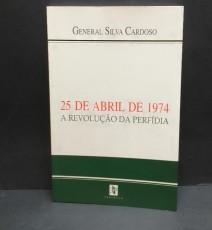 GENERAL SILVA CARDOSO
25 DE ABRIL DE 1974
A REVOLUÇÃO DA PERFÍDIA